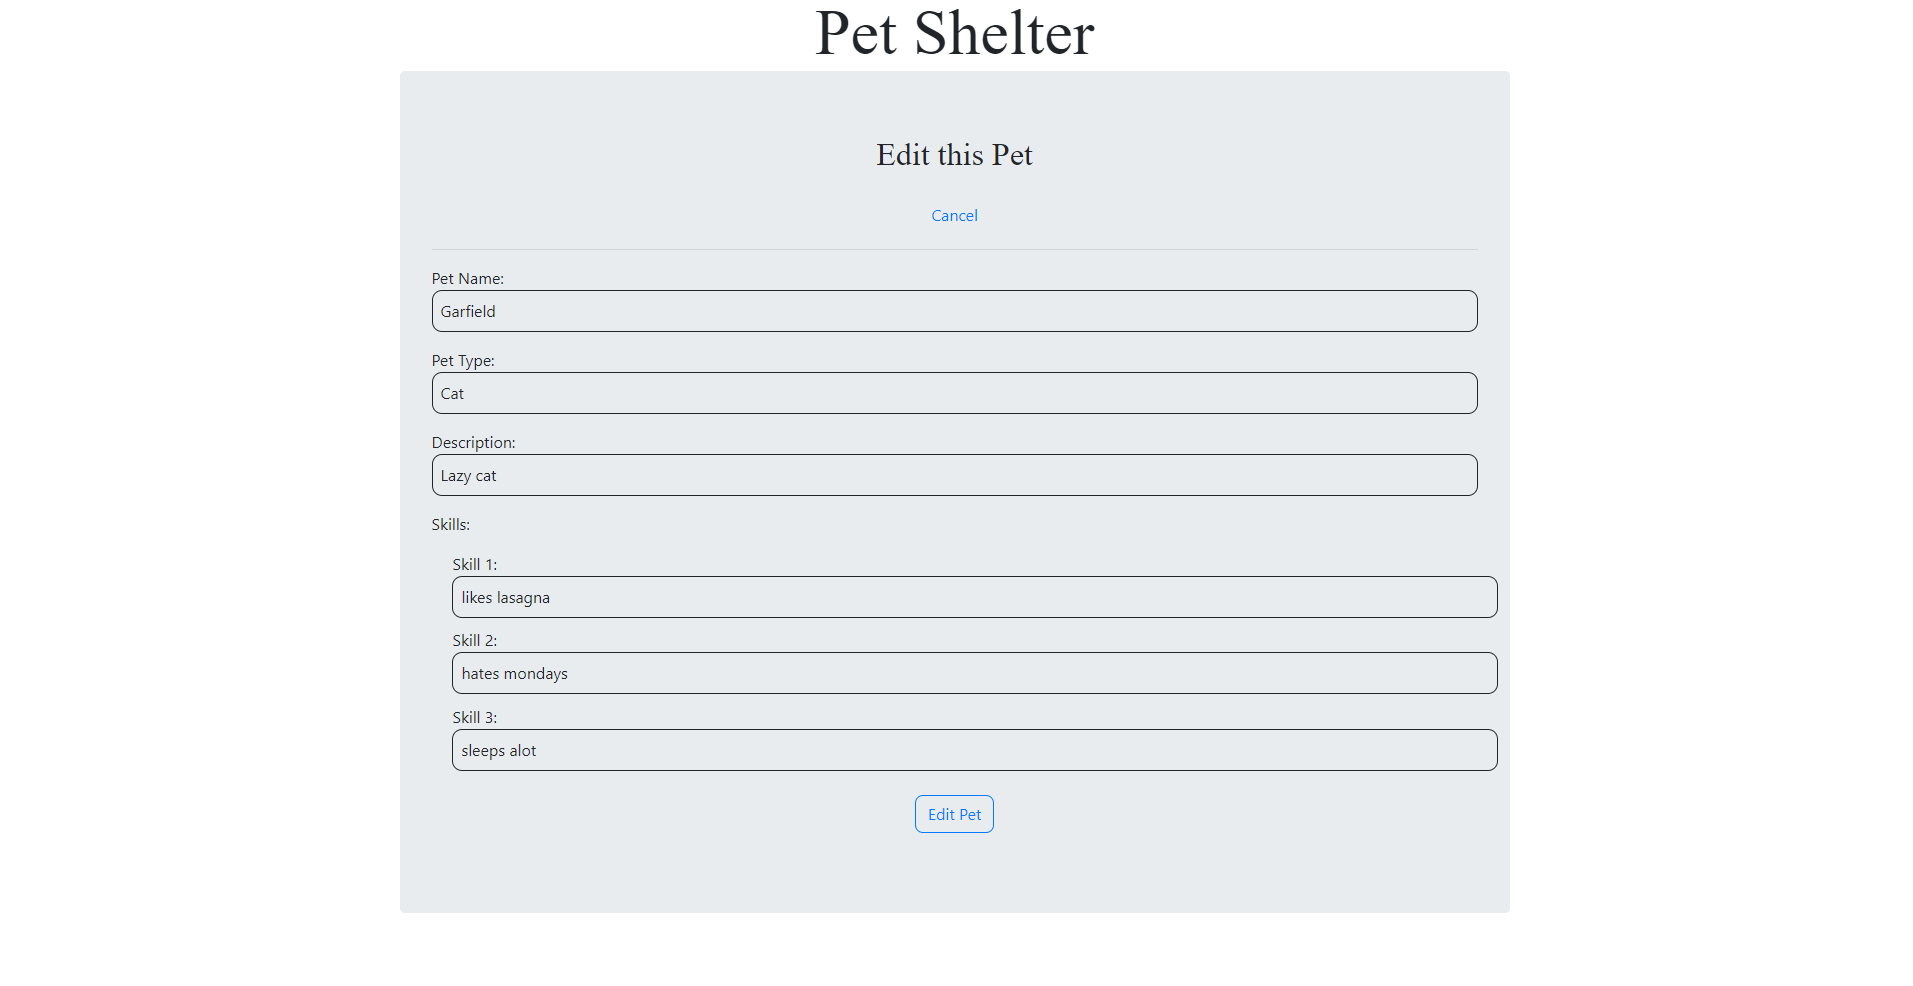 Pet Shelter
Edit this Pet
Cancel
Pet Name:
Garfield
Pet Type:
Cat
Description:
Lazy cat
Skills:
Skill 1:
likes lasagna
Skill 2:
hates mondays
Skill 3:
sleeps alot
Edit Pet